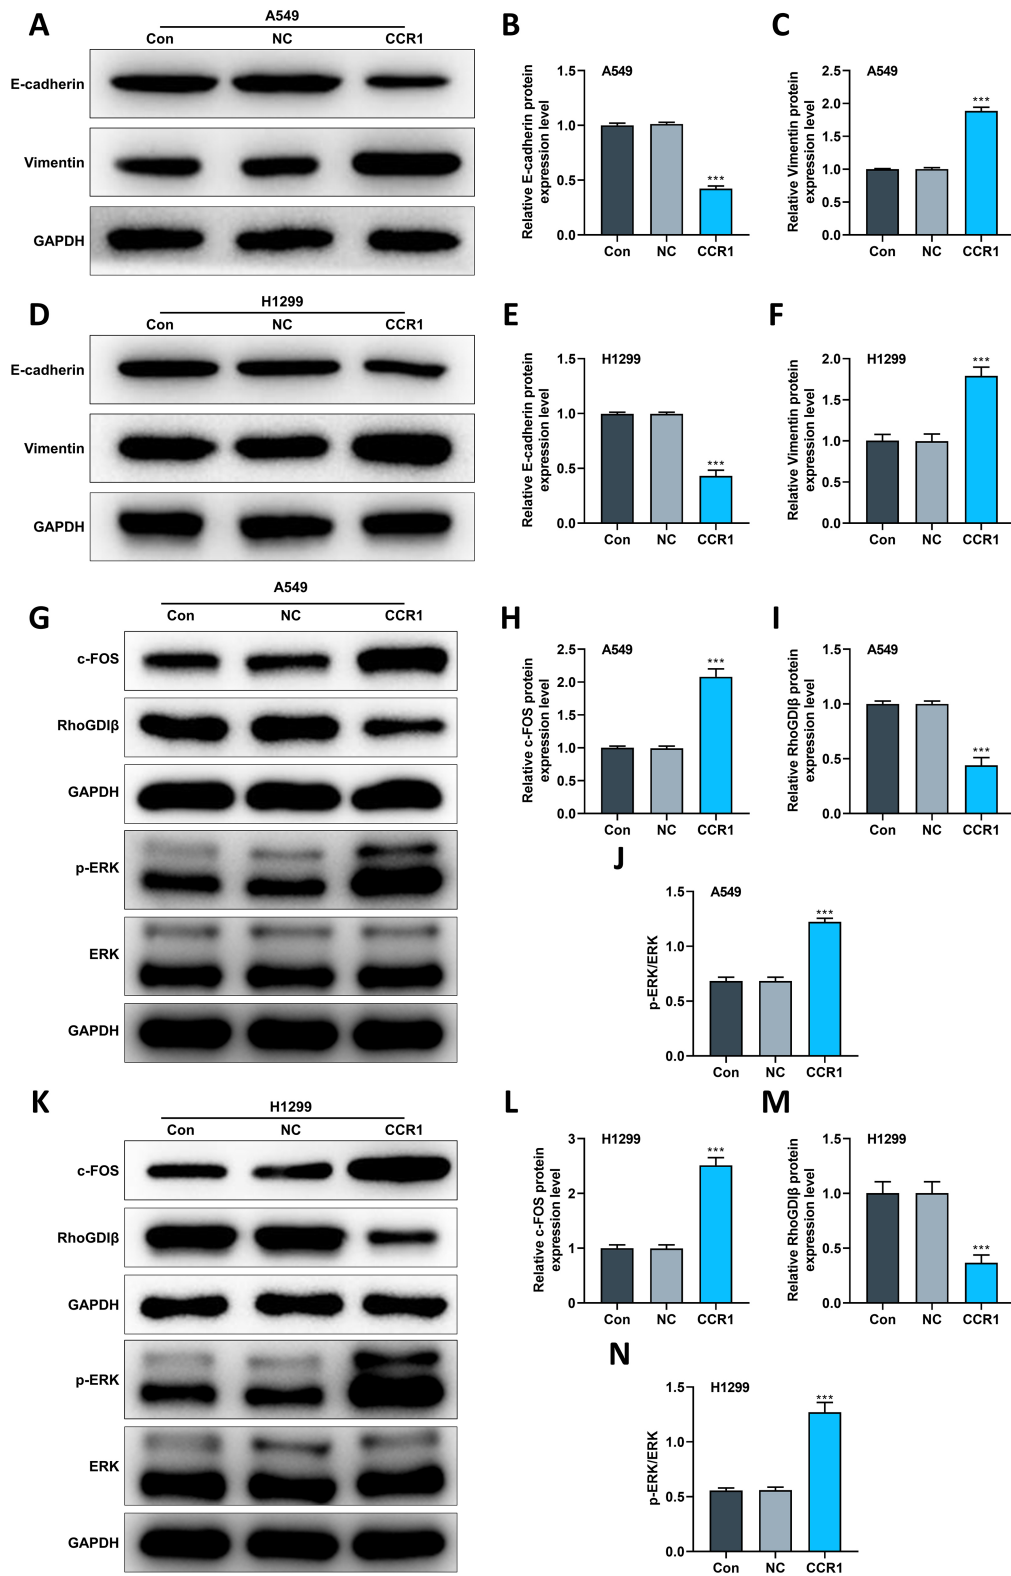 A
A549
Con NC CCR1
E-cadherin
Vimentin
GAPDH
B
A549
Relative E-cadherin protein
expression level
1.5
1.0
0.5
0.0
***
Con NC CCR1
C
A549
Relative Vimentin protein
expression level
2.5
2.0
1.5
1.0
0.5
0.0
***
Con NC CCR1
D
H1299
Con NC CCR1
E-cadherin
Vimentin
GAPDH
E
H1299
Relative E-cadherin protein
expression level
1.5
1.0
0.5
0.0
***
Con NC CCR1
F
H1299
Relative Vimentin protein
expression level
2.0
1.5
1.0
0.5
0.0
***
Con NC CCR1
G
A549
Con NC CCR1
c-FOS
RhoGDIβ
GAPDH
p-ERK
ERK
GAPDH
H
A549
Relative c-FOS protein
expression level
2.5
2.0
1.5
1.0
0.5
0.0
***
Con NC CCR1
I
A549
Relative RhoGDIβ protein
expression level
1.5
1.0
0.5
0.0
***
Con NC CCR1
J
A549
p-ERK/ERK
1.5
1.0
0.5
0.0
***
Con NC CCR1
K
H1299
Con NC CCR1
c-FOS
RhoGDIβ
GAPDH
p-ERK
ERK
GAPDH
L
H1299
Relative c-FOS protein
expression level
3
2
1
0
***
Con NC CCR1
M
H1299
Relative RhoGDIβ protein
expression level
1.5
1.0
0.5
0.0
***
Con NC CCR1
N
H1299
p-ERK/ERK
1.5
1.0
0.5
0.0
***
Con NC CCR1